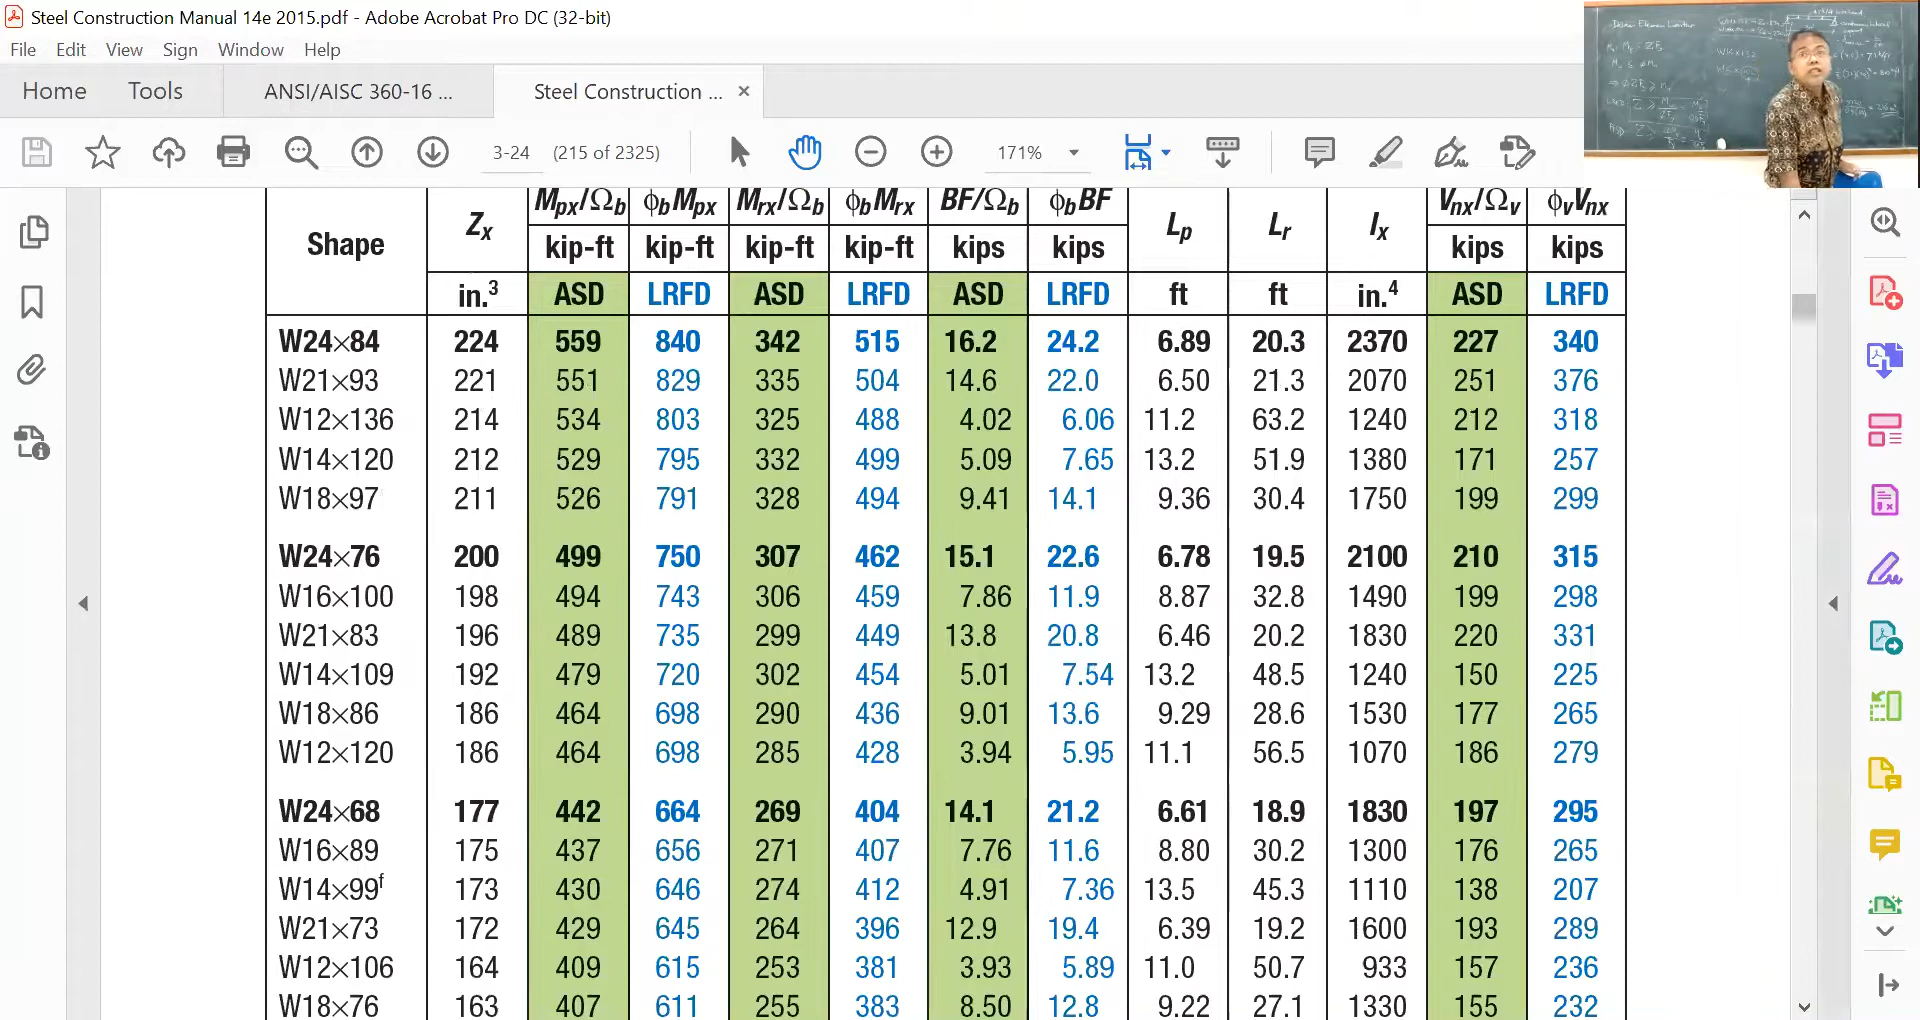 Steel Construction Manual 14e 2015.pdf - Adobe Acrobat Pro DC (32-bit)
File Edit View Sign Window Help
Home Tools ANSI/AISC 360-16 ... Steel Construction ... ×
3-24 (215 of 2325) 171%
Shape Zx Mpx/Ωb ϕbMpx Mrx/Ωb ϕbMrx BF/Ωb ϕbBF Lp Lr Ix Vnx/Ωv ϕvVnx
kip-ft kip-ft kip-ft kip-ft kips kips kips kips
in.³ ASD LRFD ASD LRFD ASD LRFD ft ft in.⁴ ASD LRFD
W24×84 224 559 840 342 515 16.2 24.2 6.89 20.3 2370 227 340
W21×93 221 551 829 335 504 14.6 22.0 6.50 21.3 2070 251 376
W12×136 214 534 803 325 488 4.02 6.06 11.2 63.2 1240 212 318
W14×120 212 529 795 332 499 5.09 7.65 13.2 51.9 1380 171 257
W18×97 211 526 791 328 494 9.41 14.1 9.36 30.4 1750 199 299
W24×76 200 499 750 307 462 15.1 22.6 6.78 19.5 2100 210 315
W16×100 198 494 743 306 459 7.86 11.9 8.87 32.8 1490 199 298
W21×83 196 489 735 299 449 13.8 20.8 6.46 20.2 1830 220 331
W14×109 192 479 720 302 454 5.01 7.54 13.2 48.5 1240 150 225
W18×86 186 464 698 290 436 9.01 13.6 9.29 28.6 1530 177 265
W12×120 186 464 698 285 428 3.94 5.95 11.1 56.5 1070 186 279
W24×68 177 442 664 269 404 14.1 21.2 6.61 18.9 1830 197 295
W16×89 175 437 656 271 407 7.76 11.6 8.80 30.2 1300 176 265
W14×99ᶠ 173 430 646 274 412 4.91 7.36 13.5 45.3 1110 138 207
W21×73 172 429 645 264 396 12.9 19.4 6.39 19.2 1600 193 289
W12×106 164 409 615 253 381 3.93 5.89 11.0 50.7 933 157 236
W18×76 163 407 611 255 383 8.50 12.8 9.22 27.1 1330 155 232